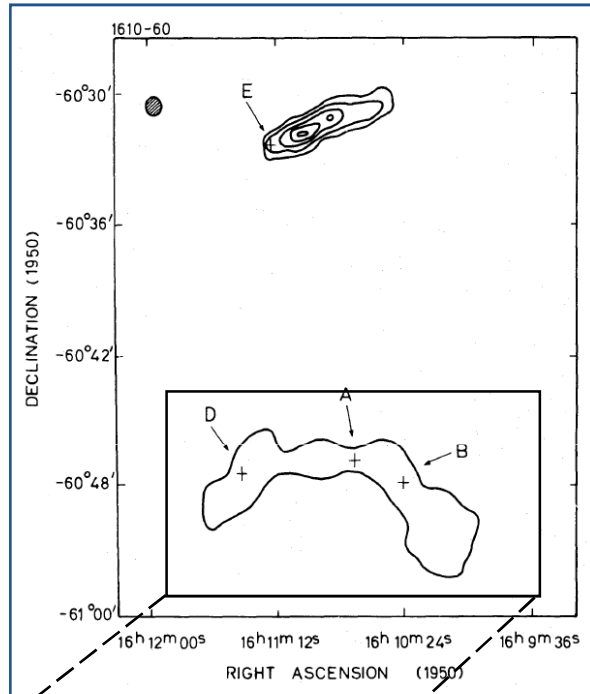 1610-60
-60°30'
E
-60°36'
-60°42'
A
D
B
-60°48'
-61°00'
16h 12m 00s
16h 11m 12s
16h 10m 24s
16h 9m 36s
RIGHT ASCENSION (1950)
DECLINATION (1950)